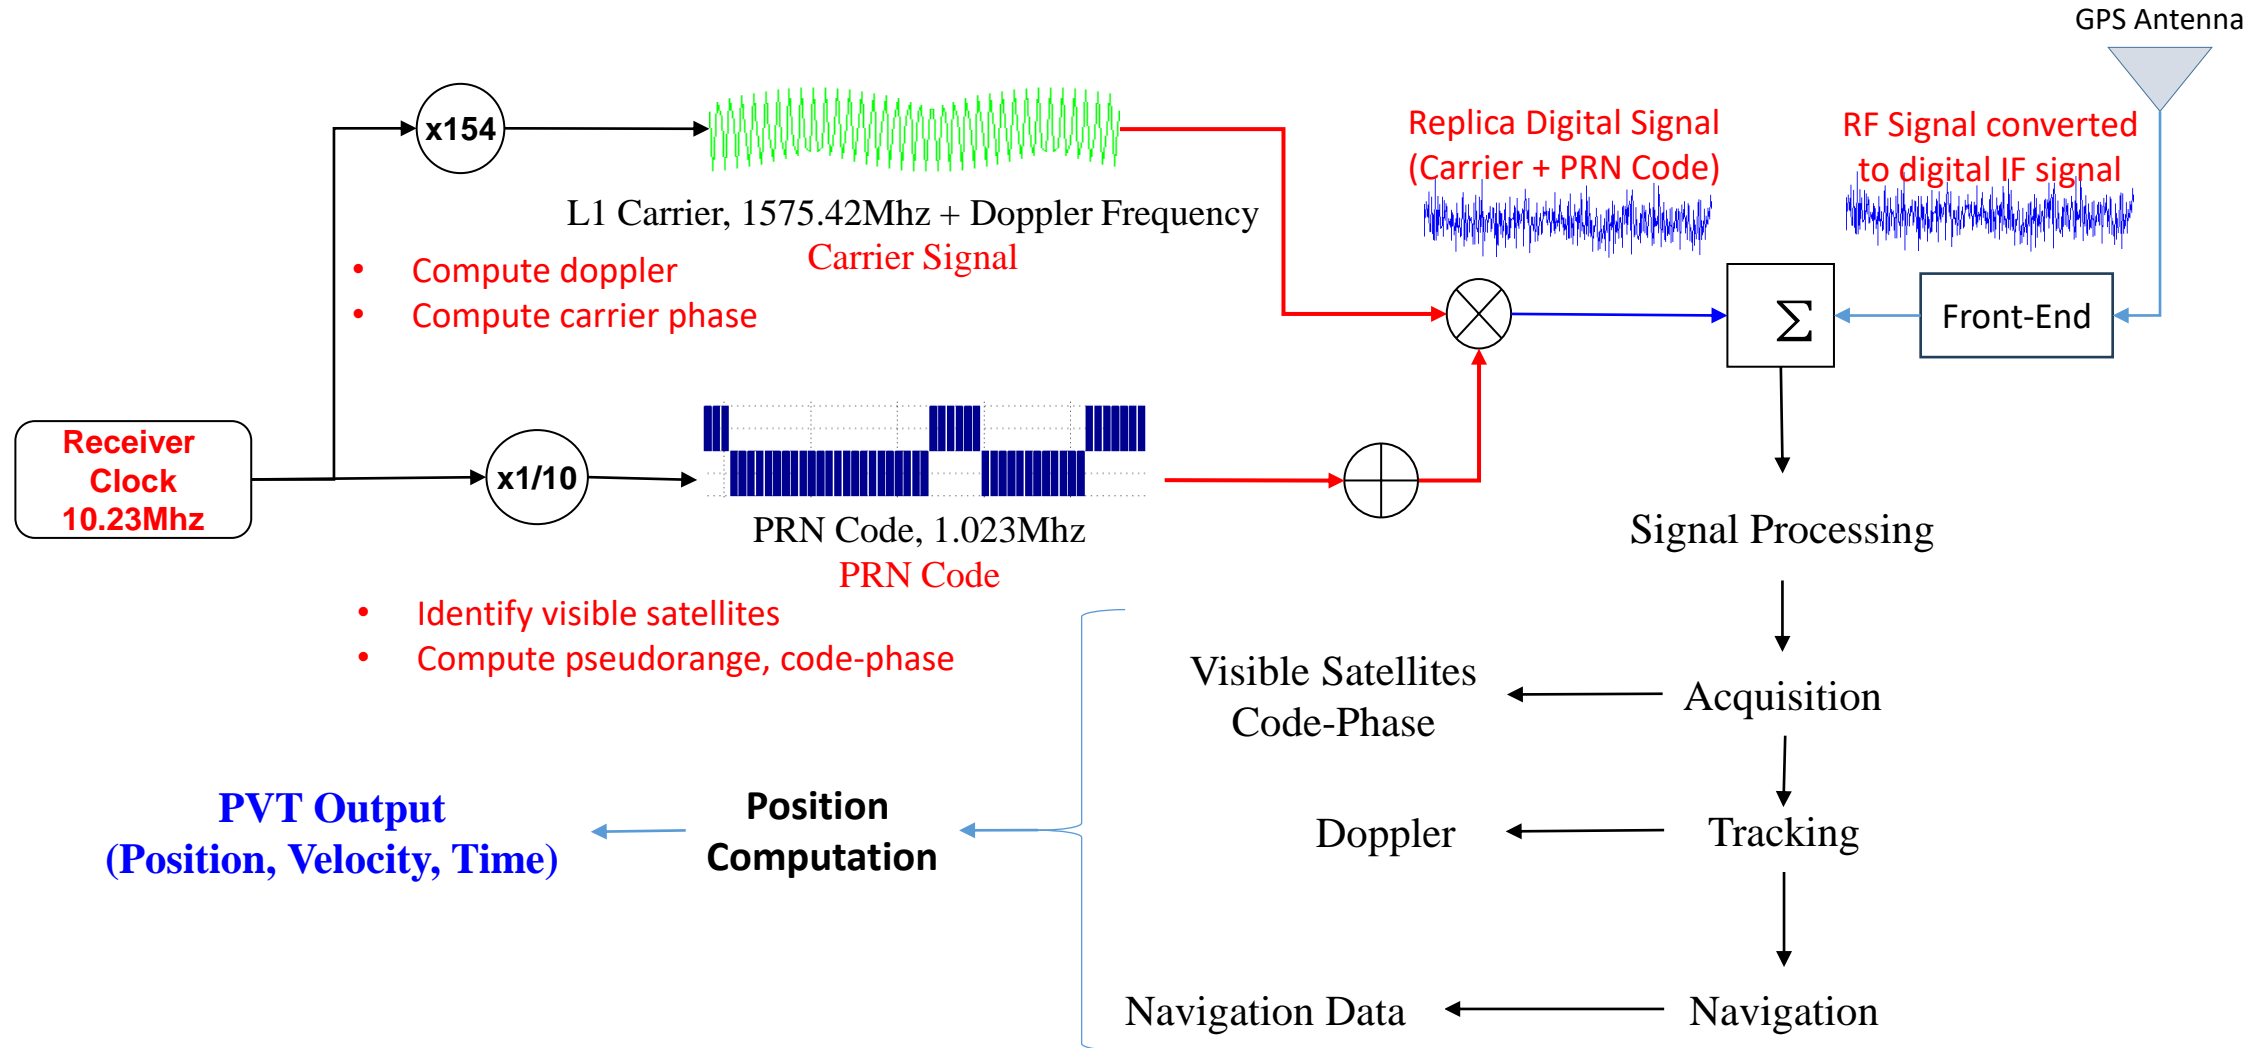 GPS Antenna
x154
Replica Digital Signal
(Carrier + PRN Code)
RF Signal converted
to digital IF signal
L1 Carrier, 1575.42Mhz + Doppler Frequency
Carrier Signal
• Compute doppler
• Compute carrier phase
Σ
Front-End
Receiver
Clock
10.23Mhz
x1/10
PRN Code, 1.023Mhz
PRN Code
Signal Processing
• Identify visible satellites
• Compute pseudorange, code-phase
Visible Satellites
Code-Phase
Acquisition
PVT Output
(Position, Velocity, Time)
Position
Computation
Doppler
Tracking
Navigation Data
Navigation